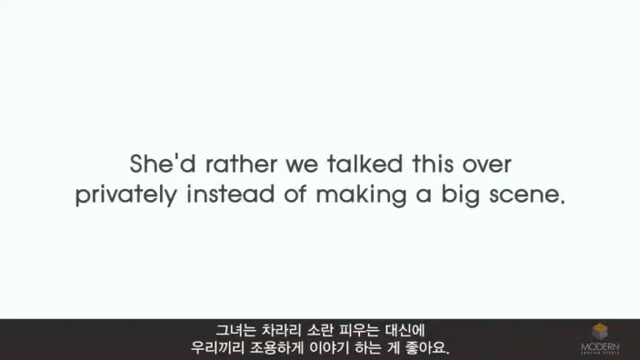 She'd rather we talked this over
privately instead of making a big scene.
그녀는 차라리 소란 피우는 대신에
우리끼리 조용하게 이야기 하는 게 좋아요.
MODERN